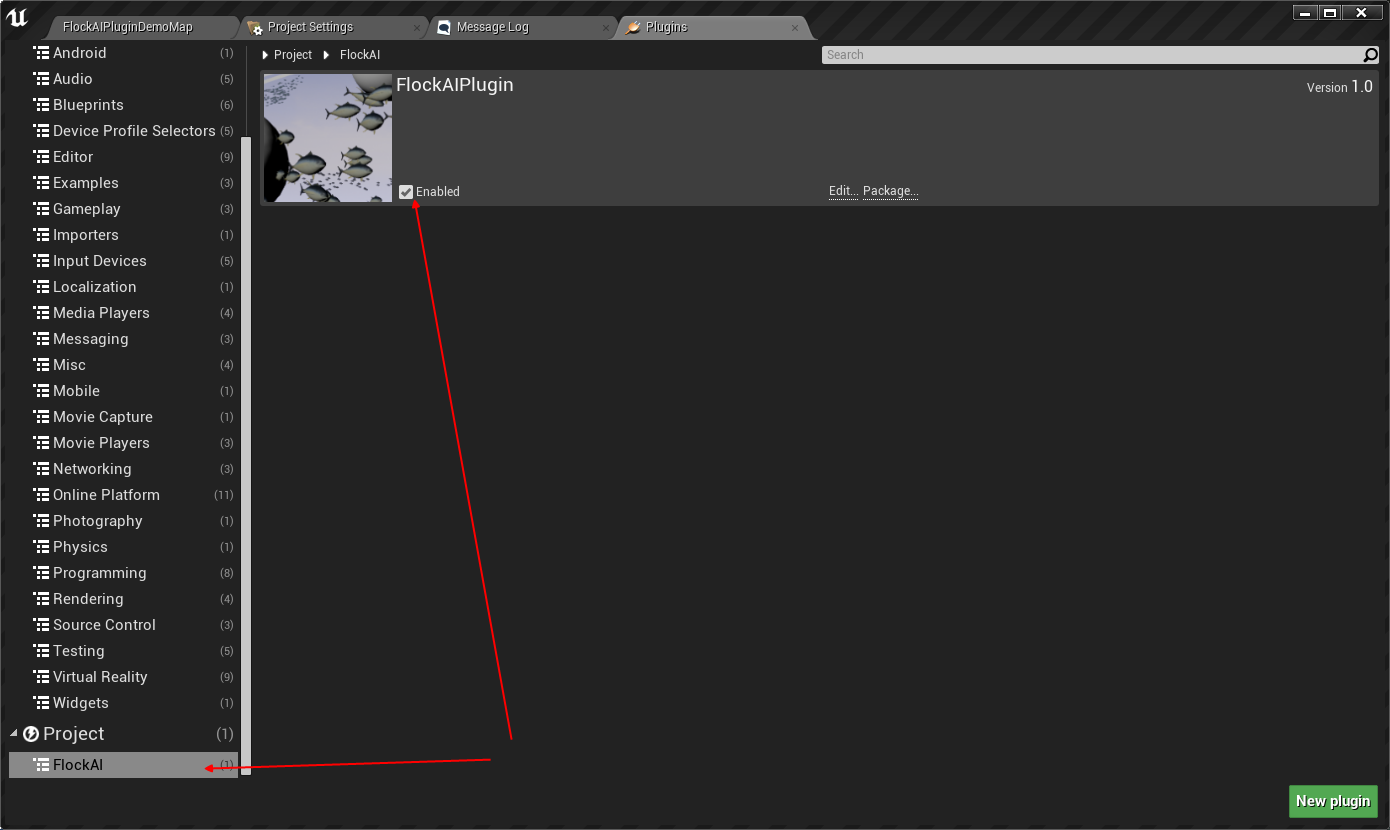 FlockAIPluginDemoMap
Project Settings
Message Log
Plugins
Android (1)
Audio (5)
Blueprints (6)
Device Profile Selectors (5)
Editor (9)
Examples (3)
Gameplay (3)
Importers (1)
Input Devices (5)
Localization (1)
Media Players (4)
Messaging (3)
Misc (4)
Mobile (1)
Movie Capture (1)
Movie Players (3)
Networking (3)
Online Platform (11)
Photography (1)
Physics (1)
Programming (8)
Rendering (4)
Source Control (3)
Testing (5)
Virtual Reality (9)
Widgets (1)
Project (1)
FlockAI (1)
Project FlockAI
Search
FlockAIPlugin
Version 1.0
Enabled
Edit... Package...
New plugin